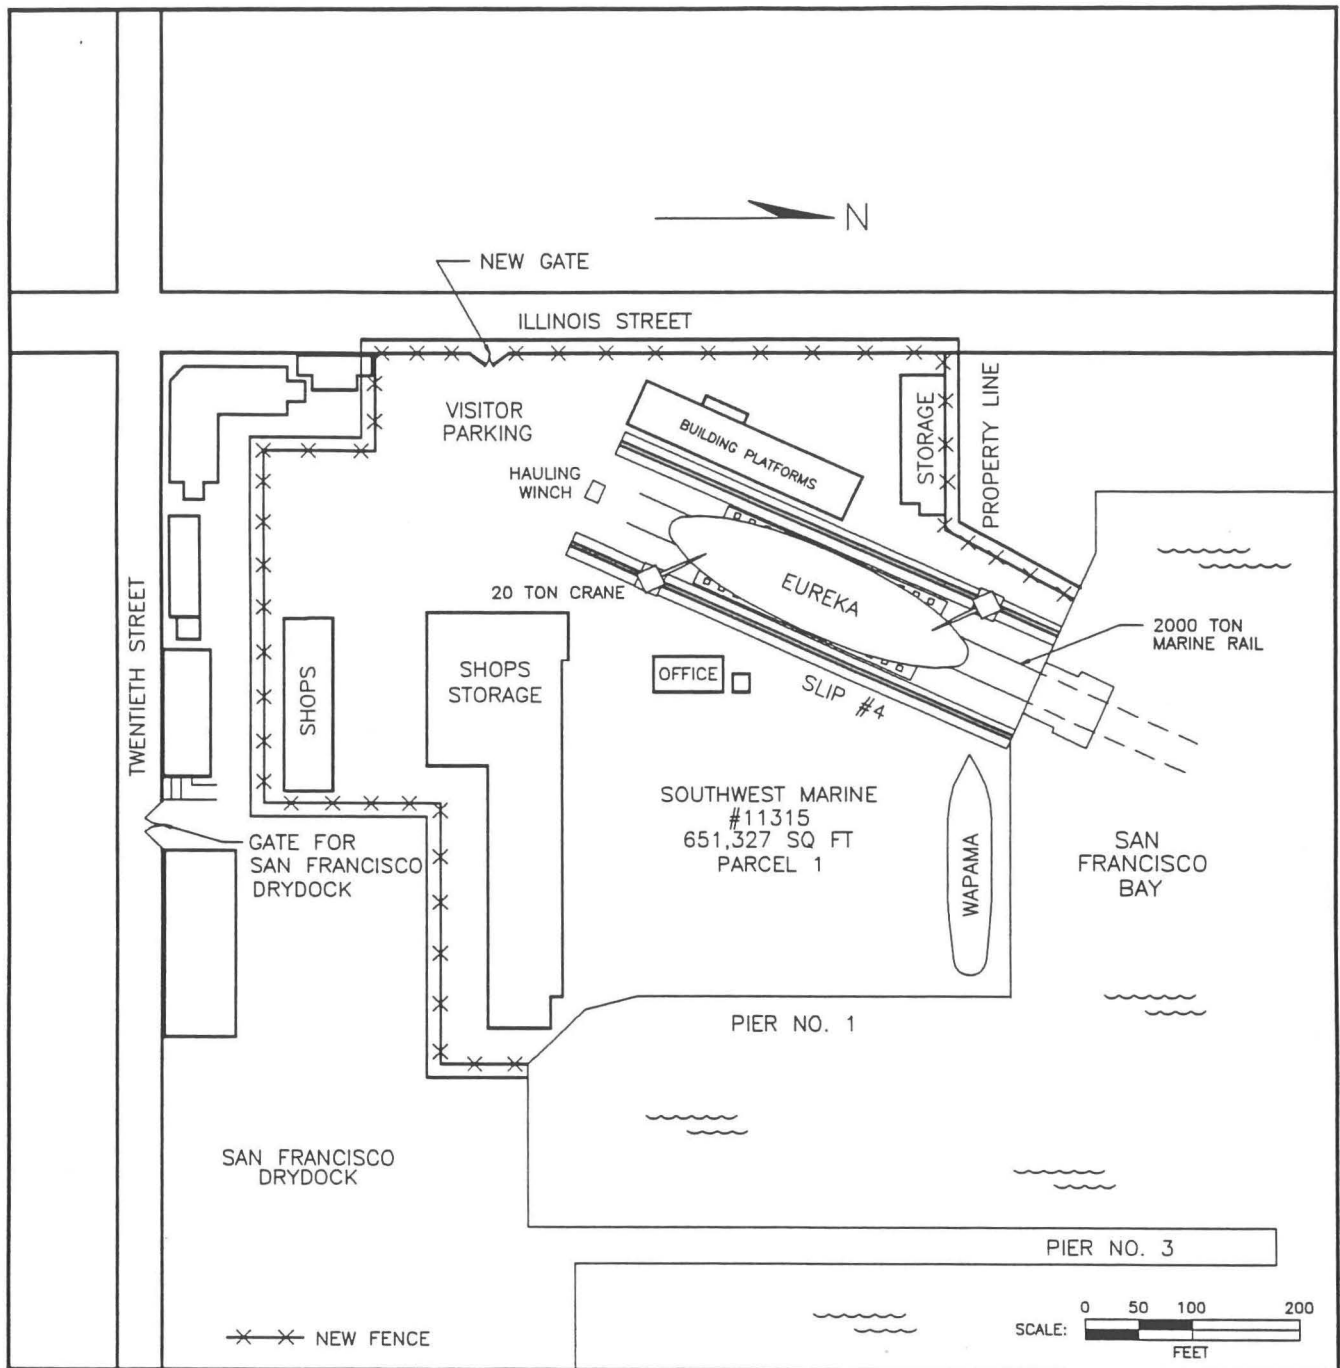 N
NEW GATE
ILLINOIS STREET
VISITOR
PARKING
BUILDING PLATFORMS
STORAGE
PROPERTY LINE
HAULING
WINCH
EUREKA
20 TON CRANE
2000 TON
MARINE RAIL
TWENTIETH STREET
SHOPS
SHOPS
STORAGE
OFFICE
SLIP #4
SOUTHWEST MARINE
#11315
651,327 SQ FT
PARCEL 1
WAPAMA
SAN
FRANCISCO
BAY
GATE FOR
SAN FRANCISCO
DRYDOCK
PIER NO. 1
SAN FRANCISCO
DRYDOCK
PIER NO. 3
NEW FENCE
SCALE:
0 50 100 200
FEET